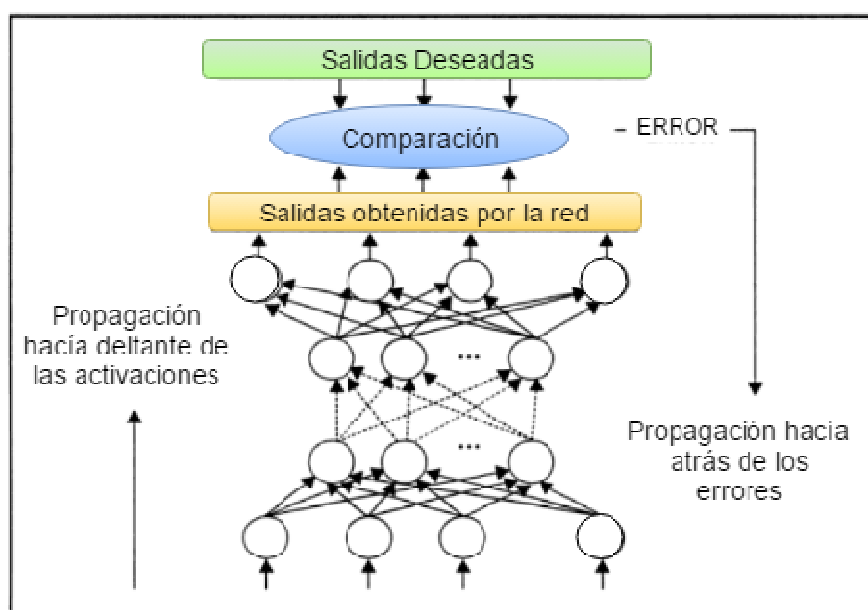 Salidas Deseadas
Comparación
ERROR
Salidas obtenidas por la red
Propagación
hacía deltante de
las activaciones
...
...
Propagación hacia
atrás de los
errores